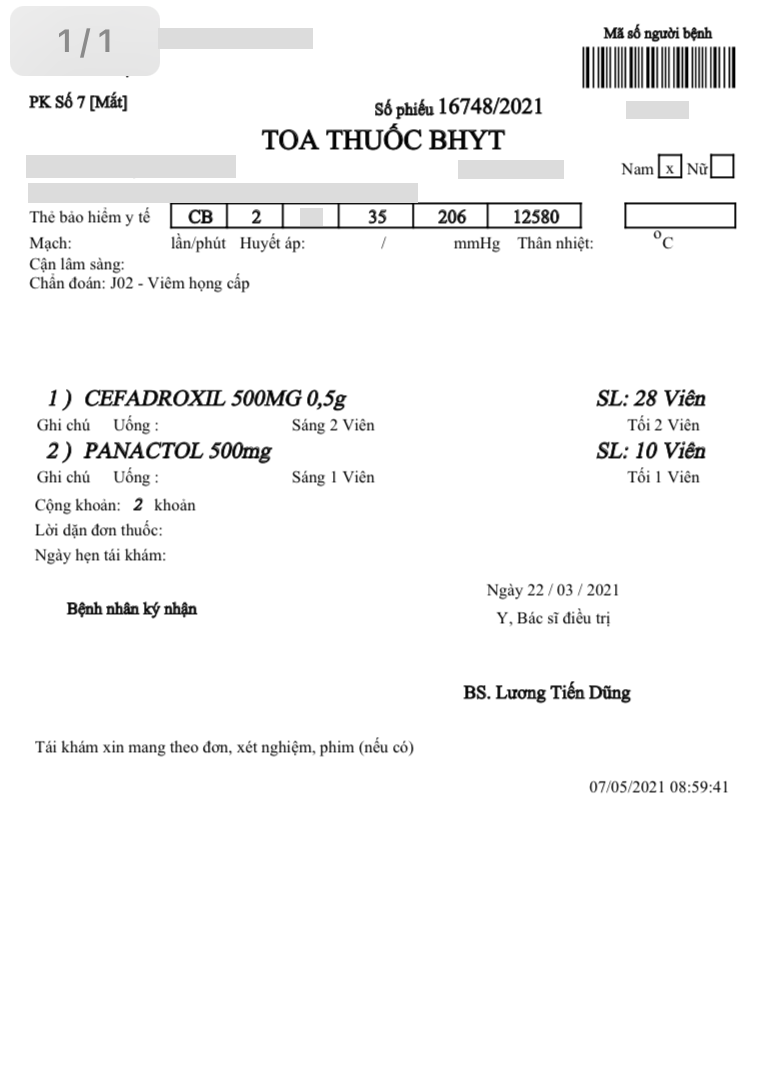 1/1
Mã số người bệnh
PK Số 7 [Mắt]
Số phiếu 16748/2021
TOA THUỐC BHYT
Nam x Nữ
Thẻ bảo hiểm y tế CB 2 35 206 12580
Mạch: lần/phút Huyết áp: / mmHg Thân nhiệt: °C
Cận lâm sàng:
Chẩn đoán: J02 - Viêm họng cấp
1 ) CEFADROXIL 500MG 0,5g SL: 28 Viên
Ghi chú Uống : Sáng 2 Viên Tối 2 Viên
2 ) PANACTOL 500mg SL: 10 Viên
Ghi chú Uống : Sáng 1 Viên Tối 1 Viên
Cộng khoản: 2 khoản
Lời dặn đơn thuốc:
Ngày hẹn tái khám:
Ngày 22 / 03 / 2021
Bệnh nhân ký nhận
Y, Bác sĩ điều trị
BS. Lương Tiến Dũng
Tái khám xin mang theo đơn, xét nghiệm, phim (nếu có)
07/05/2021 08:59:41